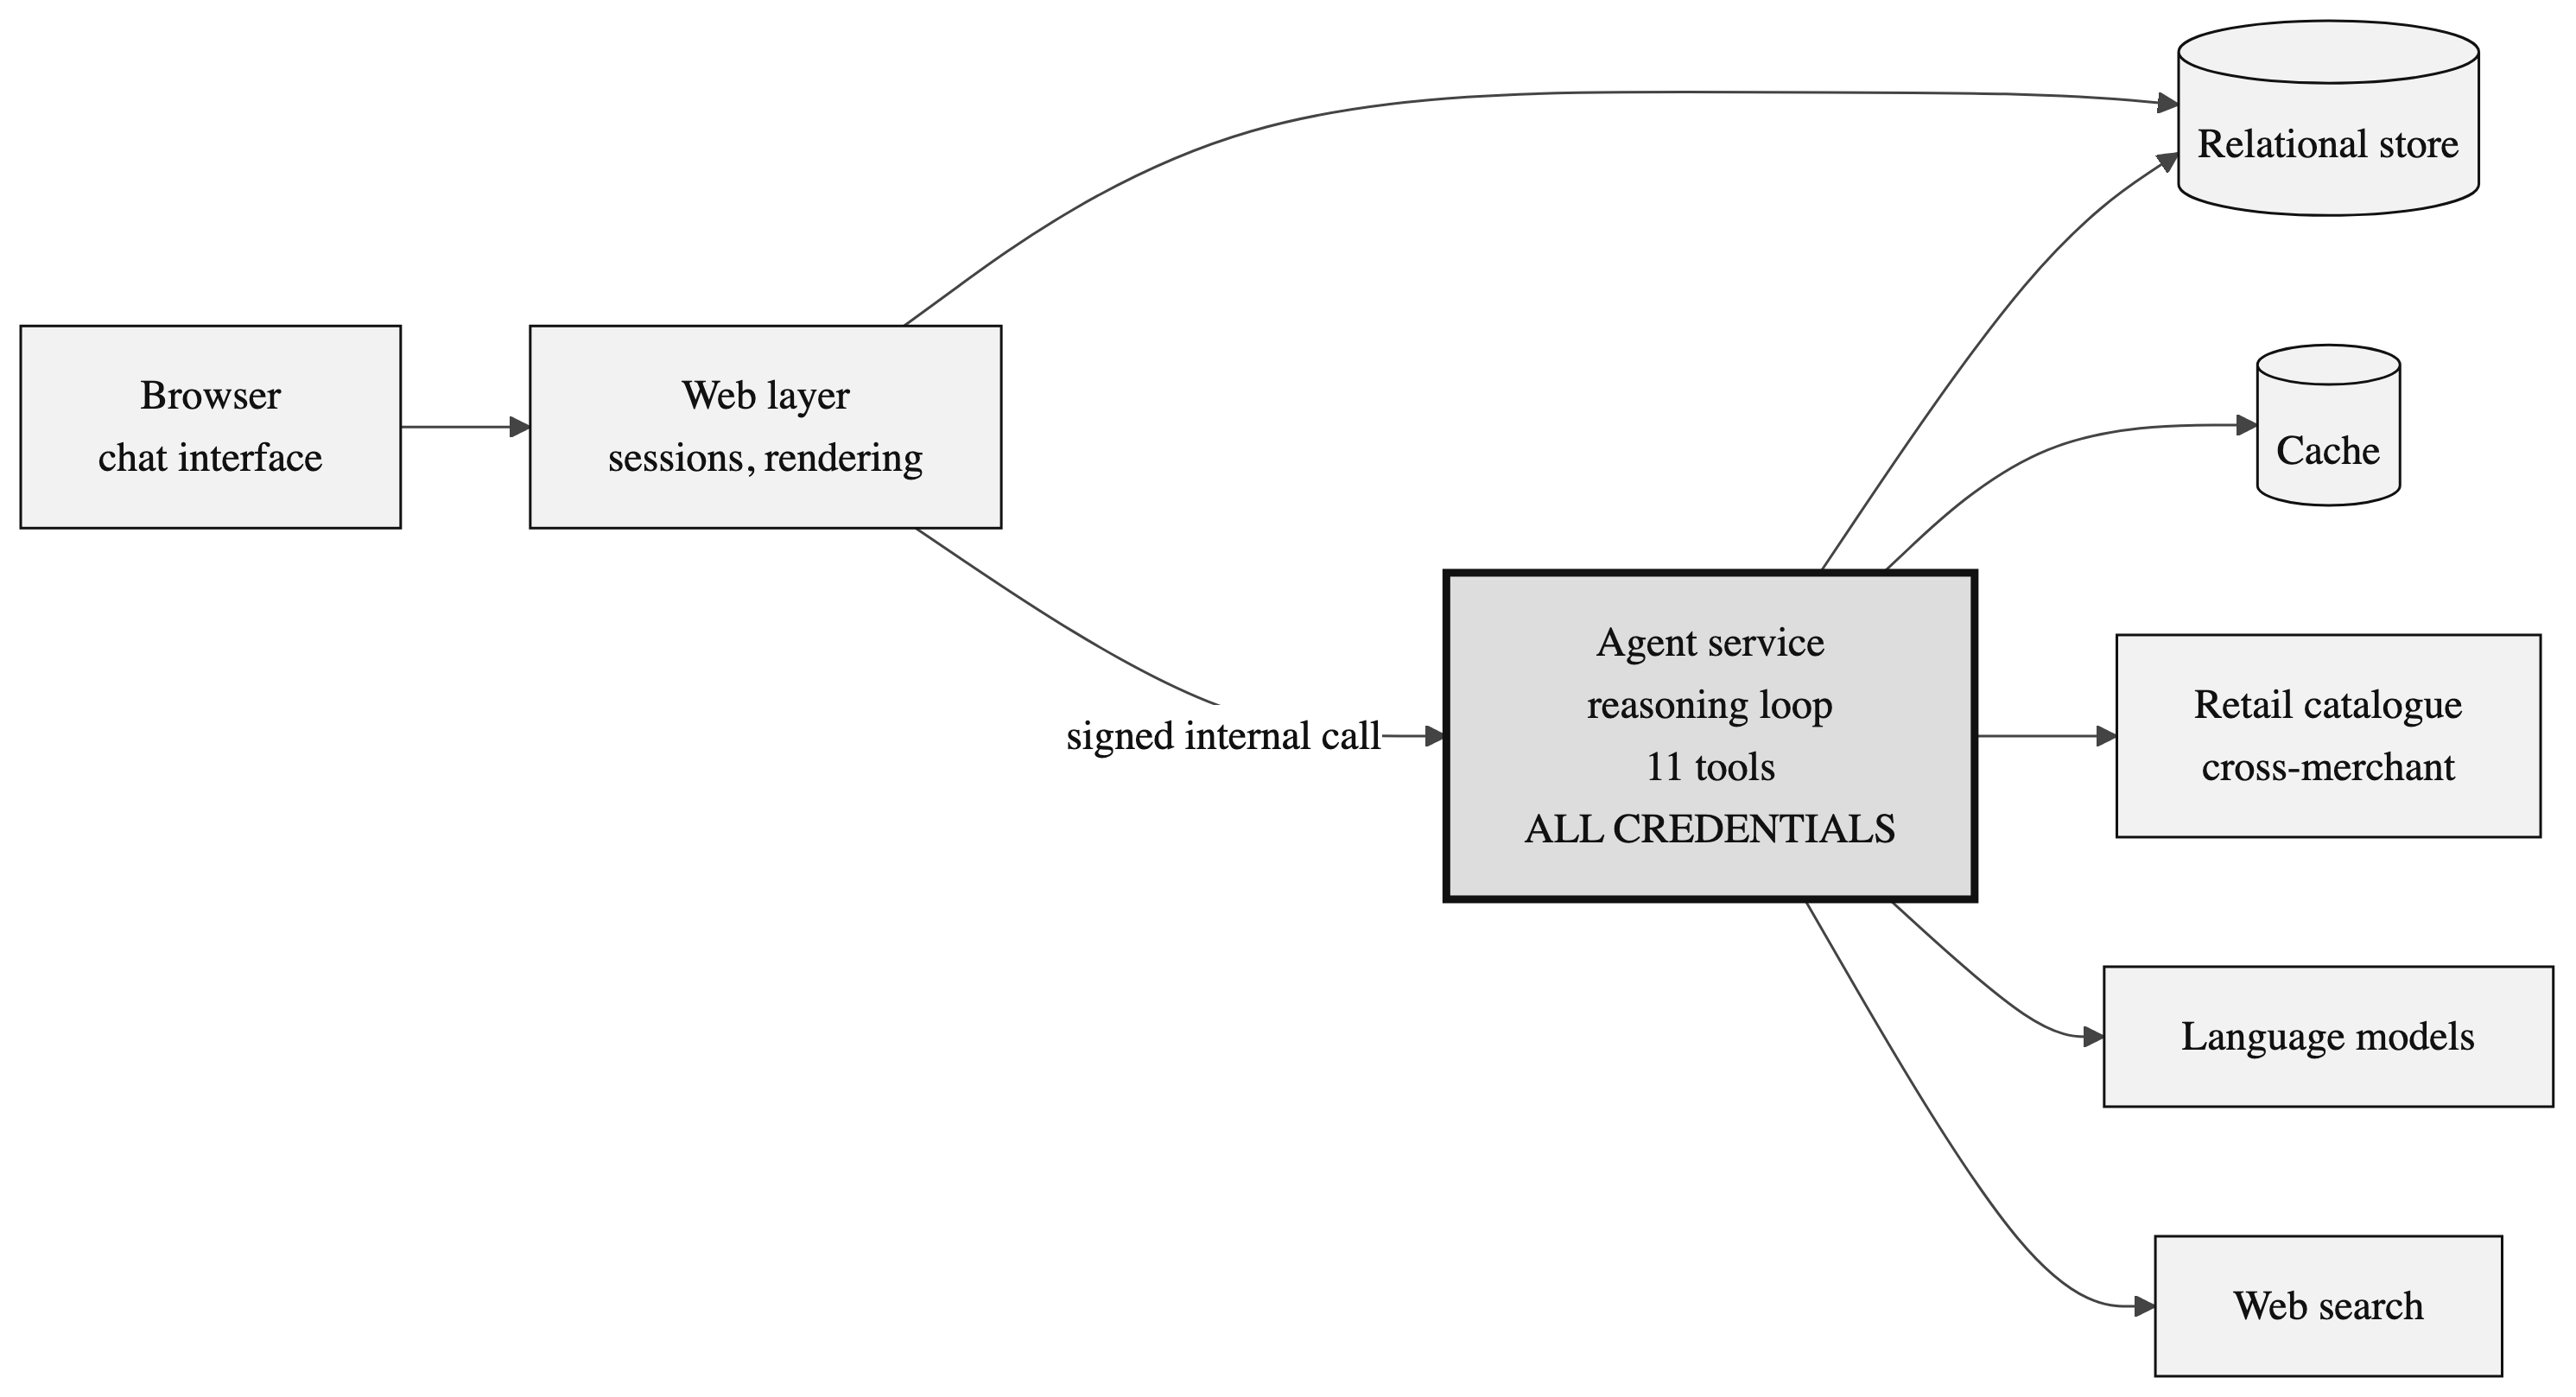 Relational store
Browser
chat interface
Web layer
sessions, rendering
Cache
signed internal call
Agent service
reasoning loop
11 tools
ALL CREDENTIALS
Retail catalogue
cross-merchant
Language models
Web search